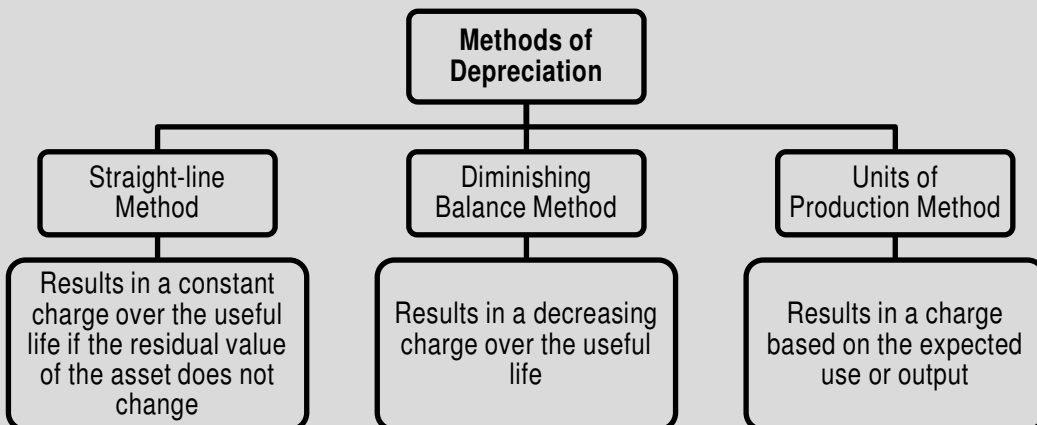 Methods of
Depreciation
Straight-line
Method
Diminishing
Balance Method
Units of
Production Method
Results in a constant
charge over the useful
life if the residual value
of the asset does not
change
Results in a decreasing
charge over the useful
life
Results in a charge
based on the expected
use or output